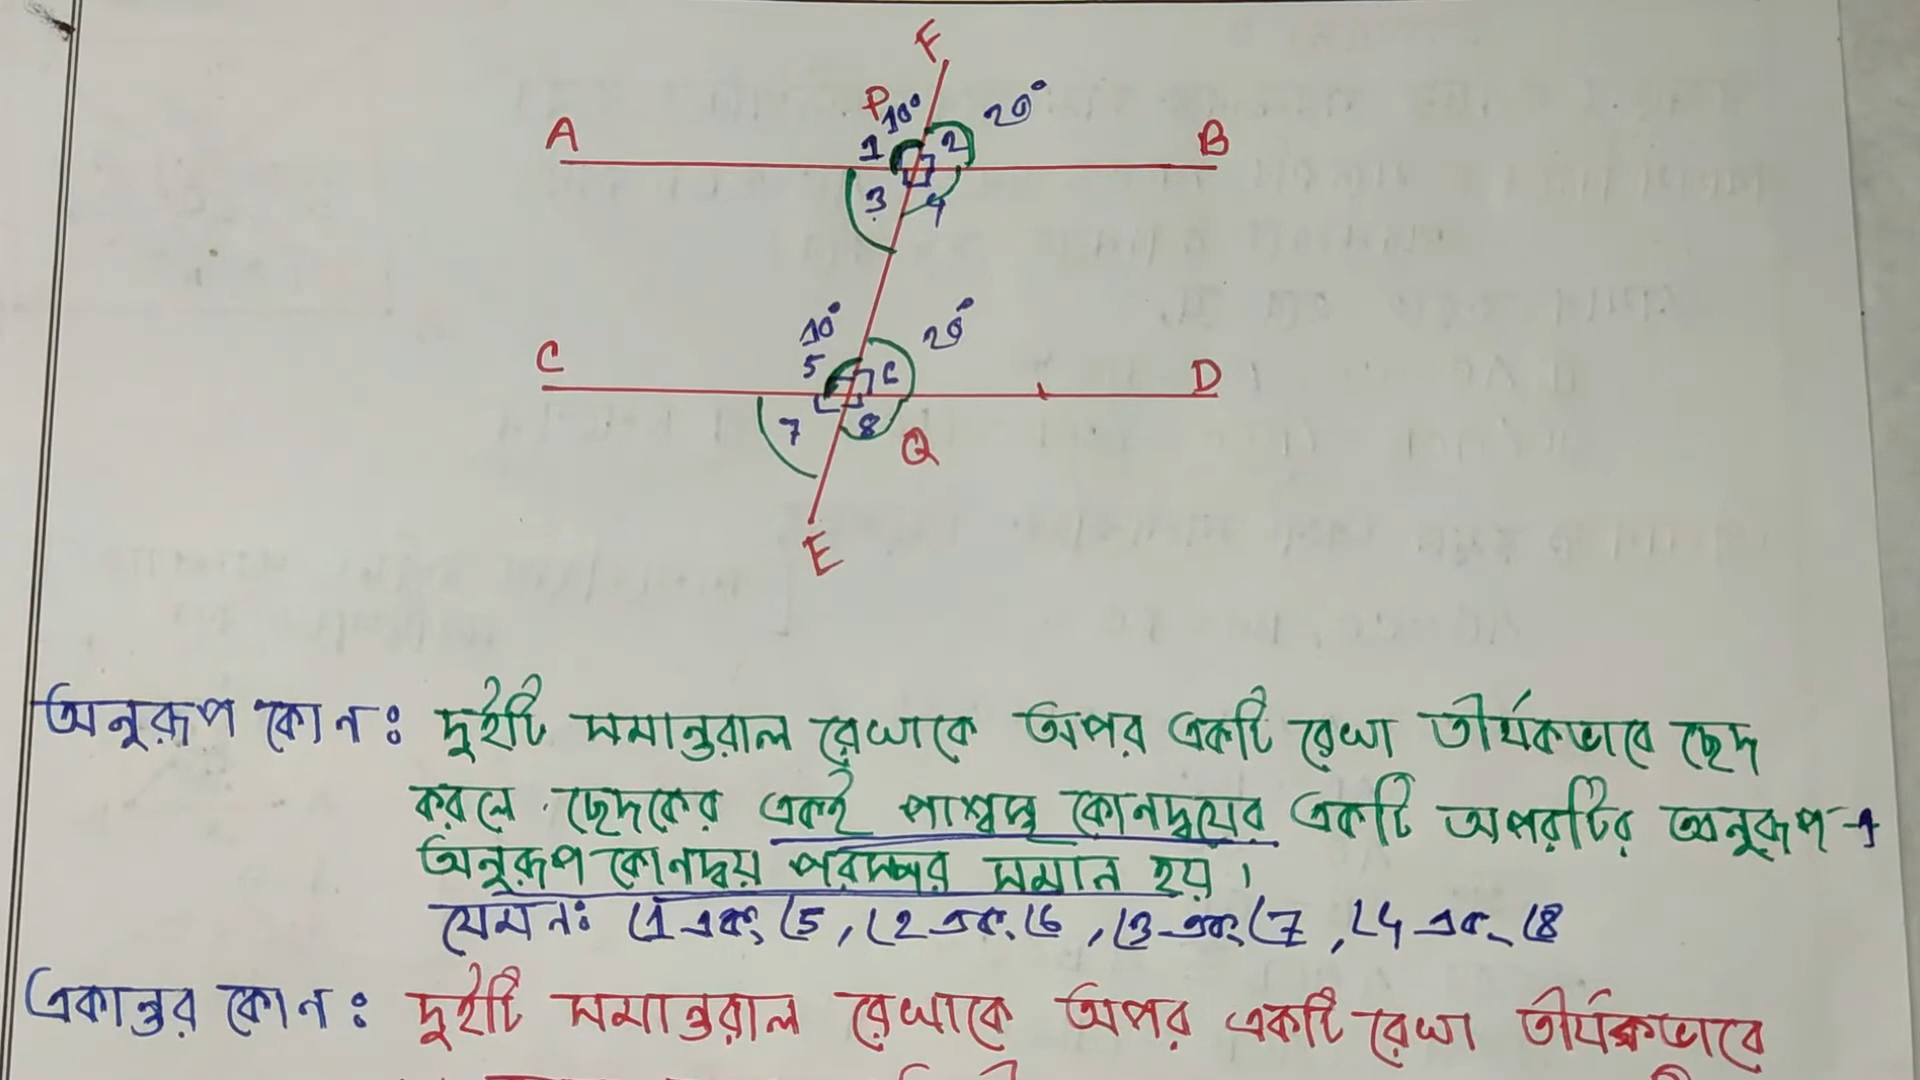 F
P 10° 20°
A 1 2 B
3 4
10° 20°
C 5 6 D
7 8 Q
E
অনুরূপ কোন: দুইটি সমান্তরাল রেখাকে অপর একটি রেখা তীর্যকভাবে ছেদ
করলে ছেদকের একই পাশ্বস্থ কোনদ্বয়ের একটি অপরটির অনুরূপ ।
অনুরূপ কোনদ্বয় পরস্পর সমান হয় ।
যেমন: ∠1 এবং ∠5, ∠2 এবং ∠6, ∠3 এবং ∠7, ∠4 এবং ∠8
একান্তর কোন: দুইটি সমান্তরাল রেখাকে অপর একটি রেখা তীর্যকভাবে